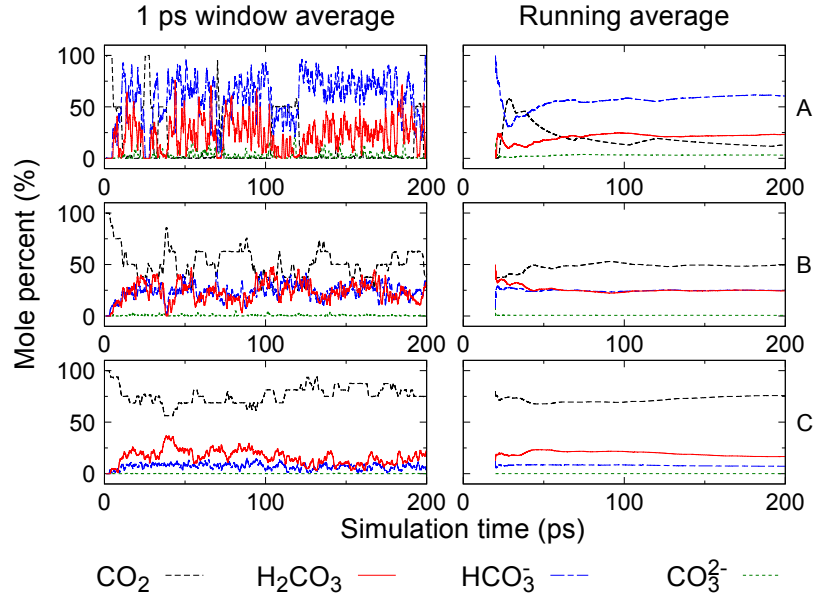 1 ps window average Running average
Mole percent (%)
100
50
0
0 100 200 0 100 200
A
100
50
0
0 100 200 0 100 200
B
100
50
0
0 100 200 0 100 200
C
Simulation time (ps)
CO₂ H₂CO₃ HCO₃⁻ CO₃²⁻